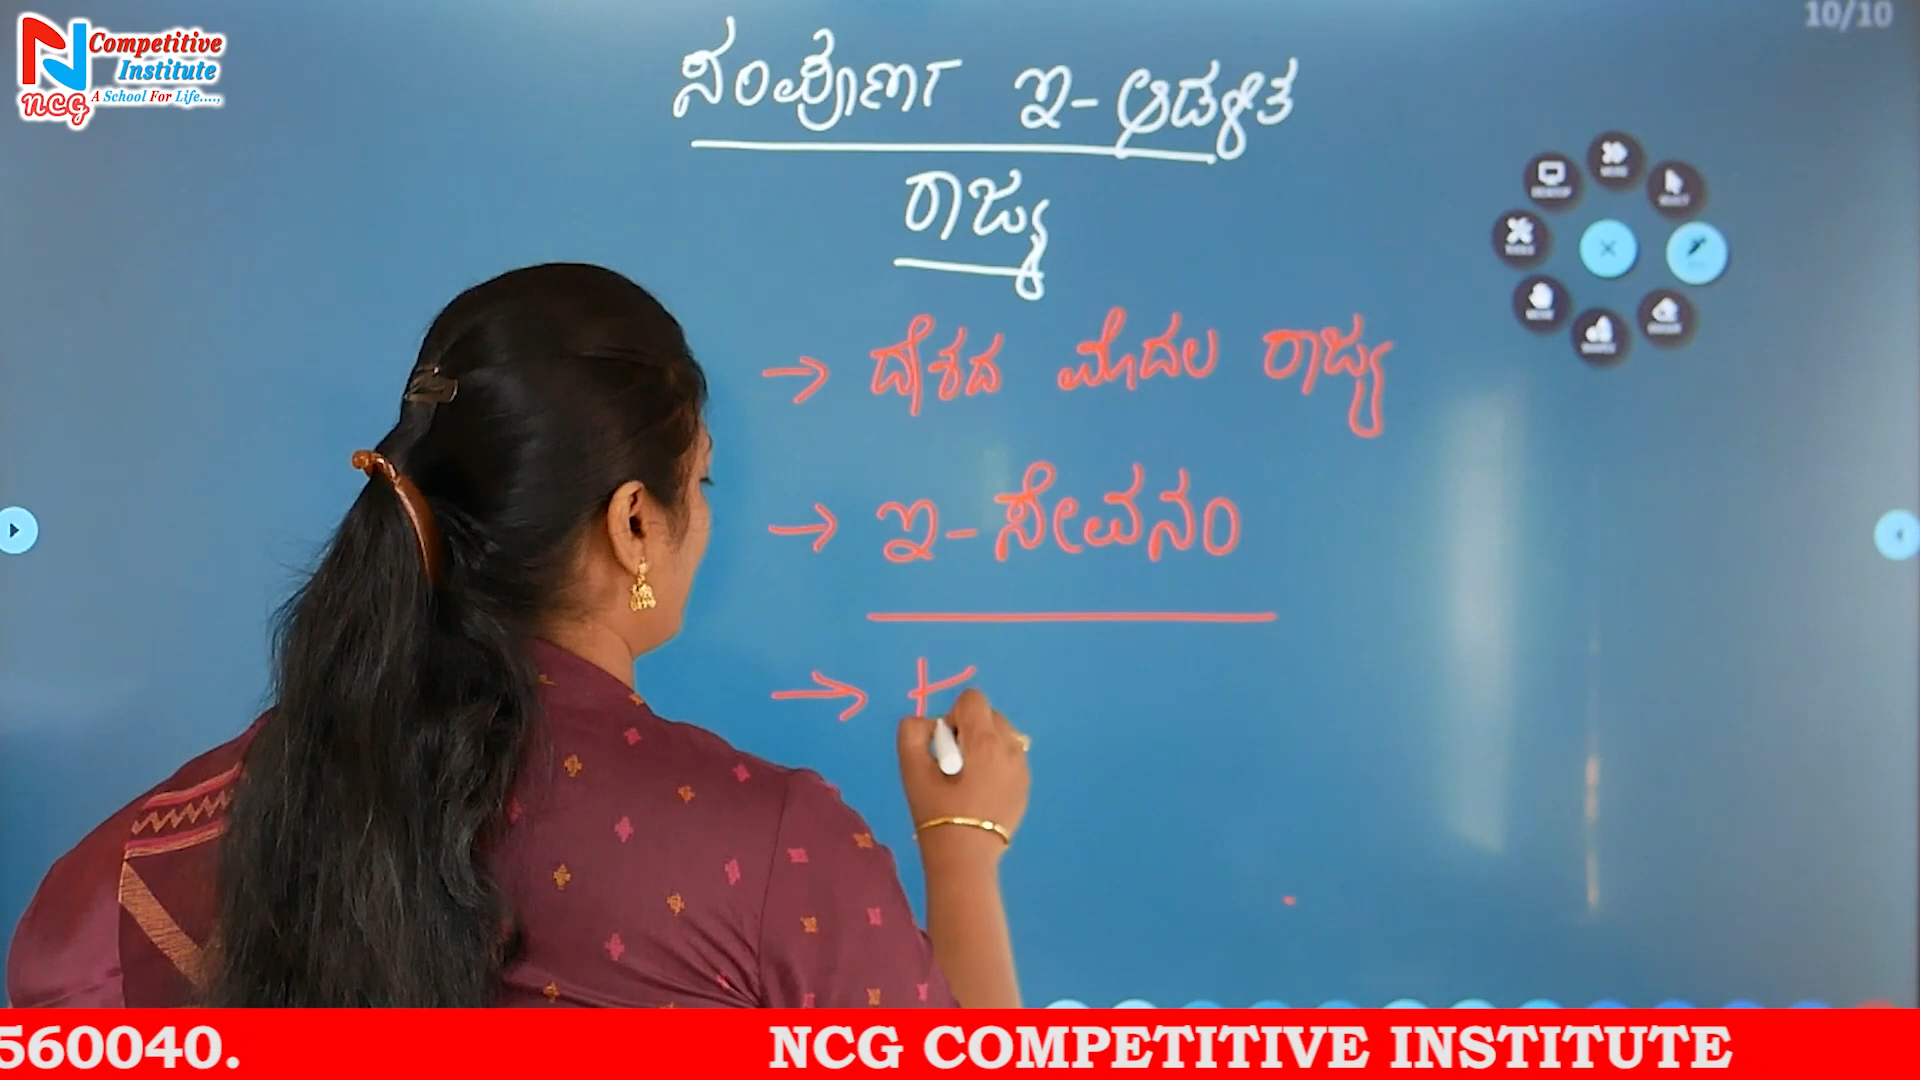 Competitive
Institute
NCG A School For Life....,
10/10
ಸಂಪೂರ್ಣ ಇ-ಆಡಳಿತ
ರಾಜ್ಯ
→ ದೇಶದ ಮೊದಲ ರಾಜ್ಯ
→ ಇ-ಸೇವನಂ
→ K
560040. NCG COMPETITIVE INSTITUTE